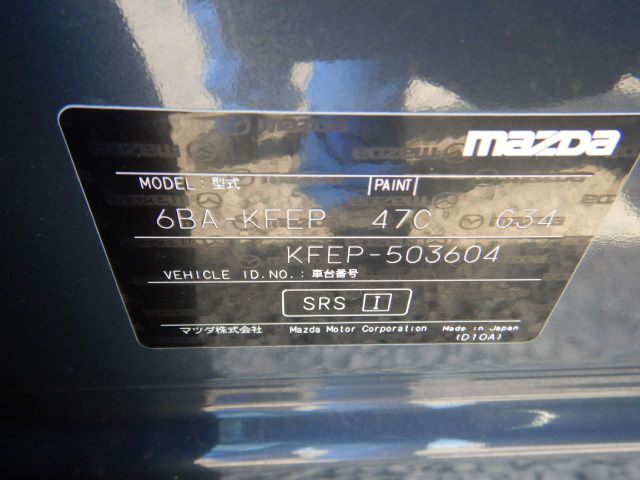 mazda
MODEL:型式 PAINT
6BA-KFEP 47C G34
KFEP-503604
VEHICLE ID.NO.:車台番号
SRS I
マツダ株式会社 Mazda Motor Corporation Made in Japan
(D10A)